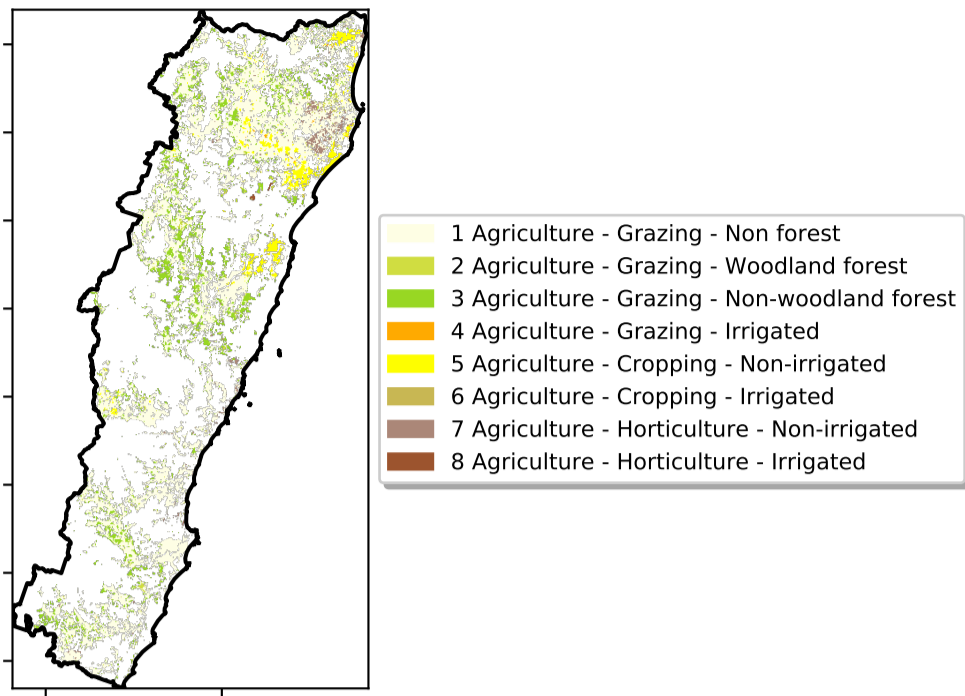 1 Agriculture - Grazing - Non forest
2 Agriculture - Grazing - Woodland forest
3 Agriculture - Grazing - Non-woodland forest
4 Agriculture - Grazing - Irrigated
5 Agriculture - Cropping - Non-irrigated
6 Agriculture - Cropping - Irrigated
7 Agriculture - Horticulture - Non-irrigated
8 Agriculture - Horticulture - Irrigated